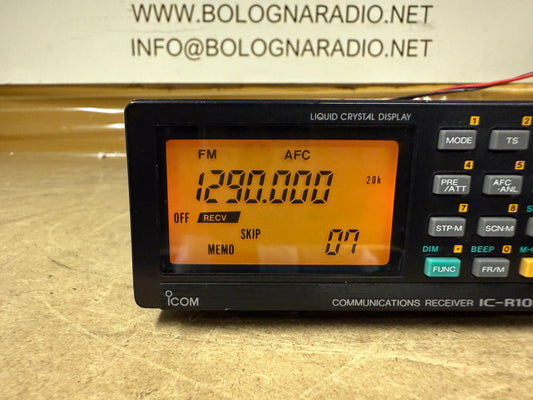 WWW.BOLOGNARADIO.NET
INFO@BOLOGNARADIO.NET
LIQUID CRYSTAL DISPLAY
1 2
MODE TS
FM AFC
4 5
PRE/ATT AFC·ANL
1290.000 20k
7 8
OFF RECV
STP-M SCN-M
SKIP
MEMO 07
DIM · BEEP 0 M-
FUNC FR/M
ICOM COMMUNICATIONS RECEIVER IC-R10